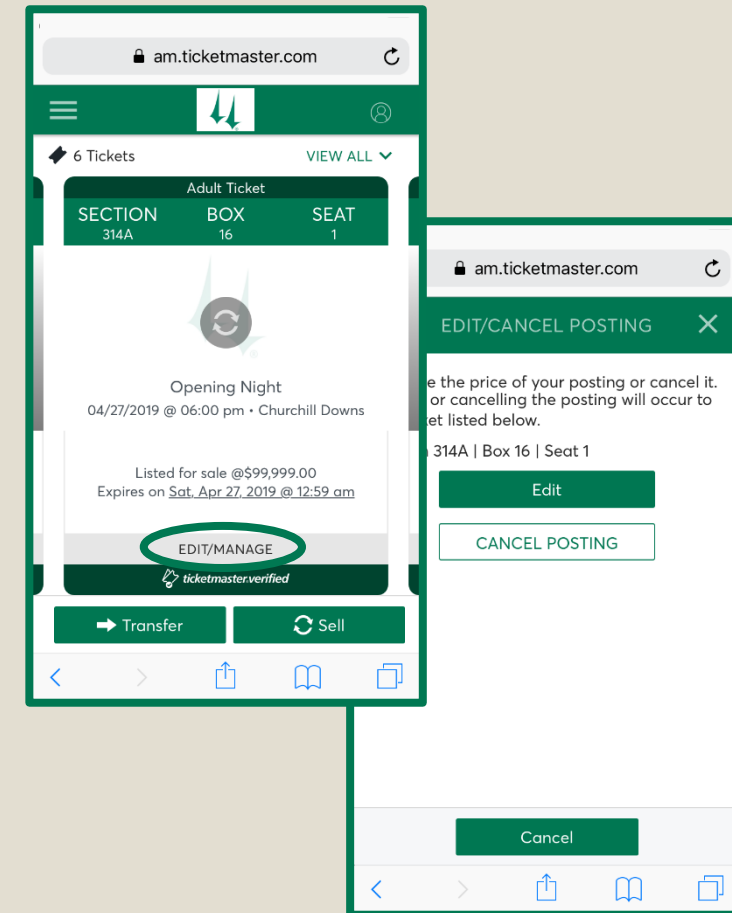 am.ticketmaster.com
6 Tickets
VIEW ALL
Adult Ticket
SECTION BOX SEAT
314A 16 1
Opening Night
04/27/2019 @ 06:00 pm • Churchill Downs
Listed for sale @$99,999.00
Expires on Sat, Apr 27, 2019 @ 12:59 am
EDIT/MANAGE
ticketmaster.verified
Transfer
Sell
am.ticketmaster.com
EDIT/CANCEL POSTING
the price of your posting or cancel it.
or cancelling the posting will occur to
listed below.
314A | Box 16 | Seat 1
Edit
CANCEL POSTING
Cancel